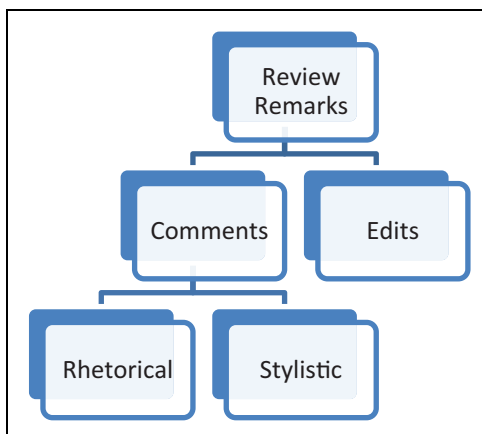 Review
Remarks
Comments
Edits
Rhetorical
Stylistic